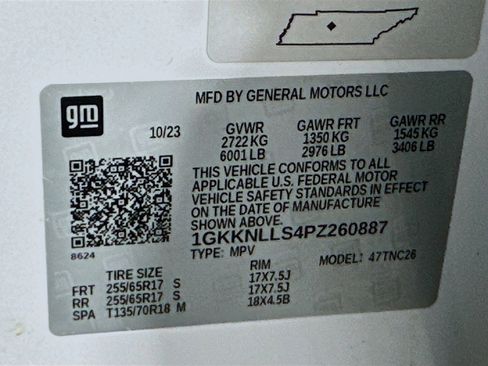 MFD BY GENERAL MOTORS LLC
gm
10/23 GVWR GAWR FRT GAWR RR
2722 KG 1350 KG 1545 KG
6001 LB 2976 LB 3406 LB
THIS VEHICLE CONFORMS TO ALL
APPLICABLE U.S. FEDERAL MOTOR
VEHICLE SAFETY STANDARDS IN EFFECT
ON THE DATE OF MANUFACTURE
SHOWN ABOVE.
1GKKNLLS4PZ260887
8624
TYPE: MPV MODEL: 47TNC26
TIRE SIZE RIM
FRT 255/65R17 S 17X7.5J
RR 255/65R17 S 17X7.5J
SPA T135/70R18 M 18X4.5B